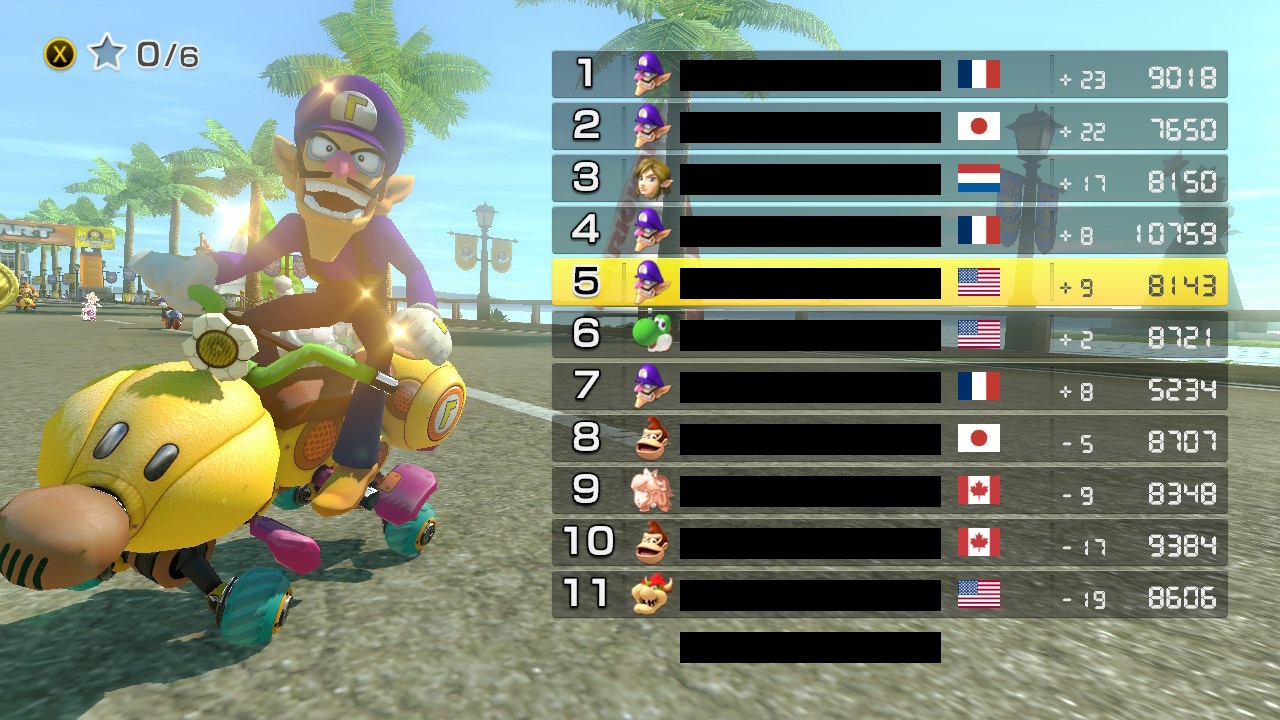 X 0/6
1 + 23 9018
2 + 22 7650
3 + 17 8150
4 + 8 10759
5 + 9 8143
6 + 2 8721
7 + 8 5234
8 - 5 8707
9 - 9 8348
10 - 17 9384
11 - 19 8606
ART